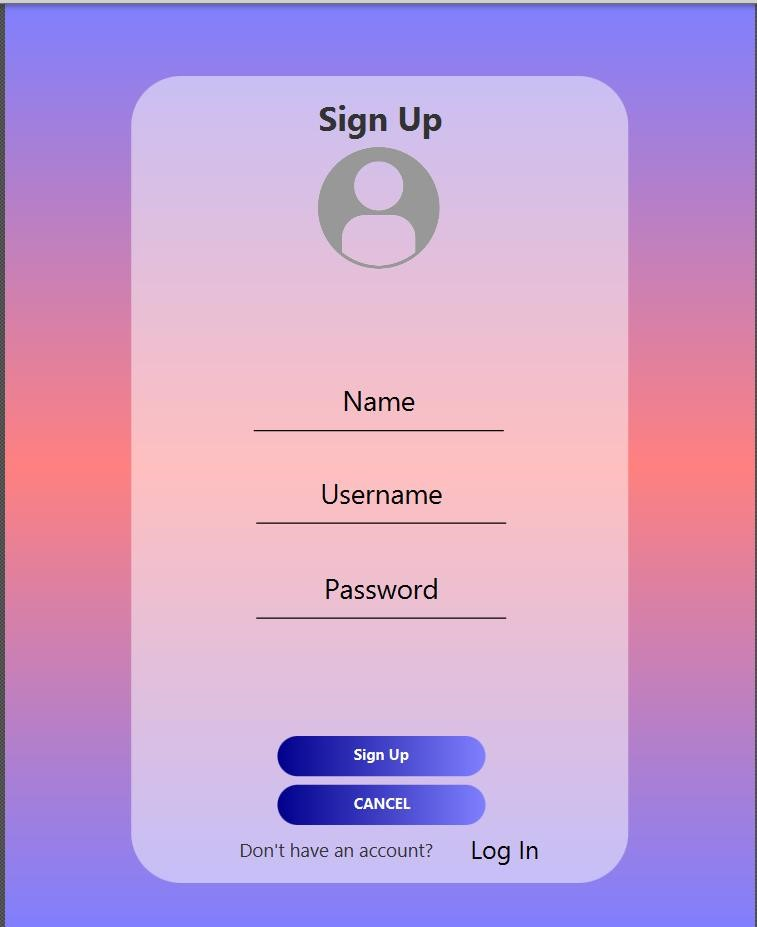 Sign Up
Name
Username
Password
Sign Up
CANCEL
Don't have an account? Log In